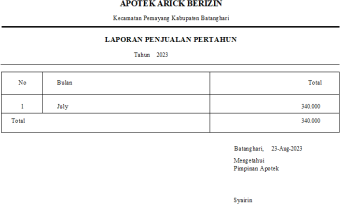 APOTEK ARICK BERIZIN
Kecamatan Pemayung Kabupaten Batanghari
LAPORAN PENJUALAN PERTAHUN
Tahun 2023
No Bulan Total
1 July 340.000
Total 340.000
Batanghari, 23-Aug-2023
Mengetahui
Pimpinan Apotek
Syairin